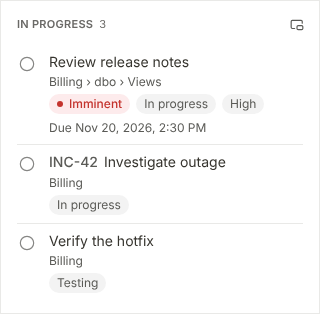 IN PROGRESS 3
Review release notes
Billing › dbo › Views
Imminent In progress High
Due Nov 20, 2026, 2:30 PM
INC-42 Investigate outage
Billing
In progress
Verify the hotfix
Billing
Testing